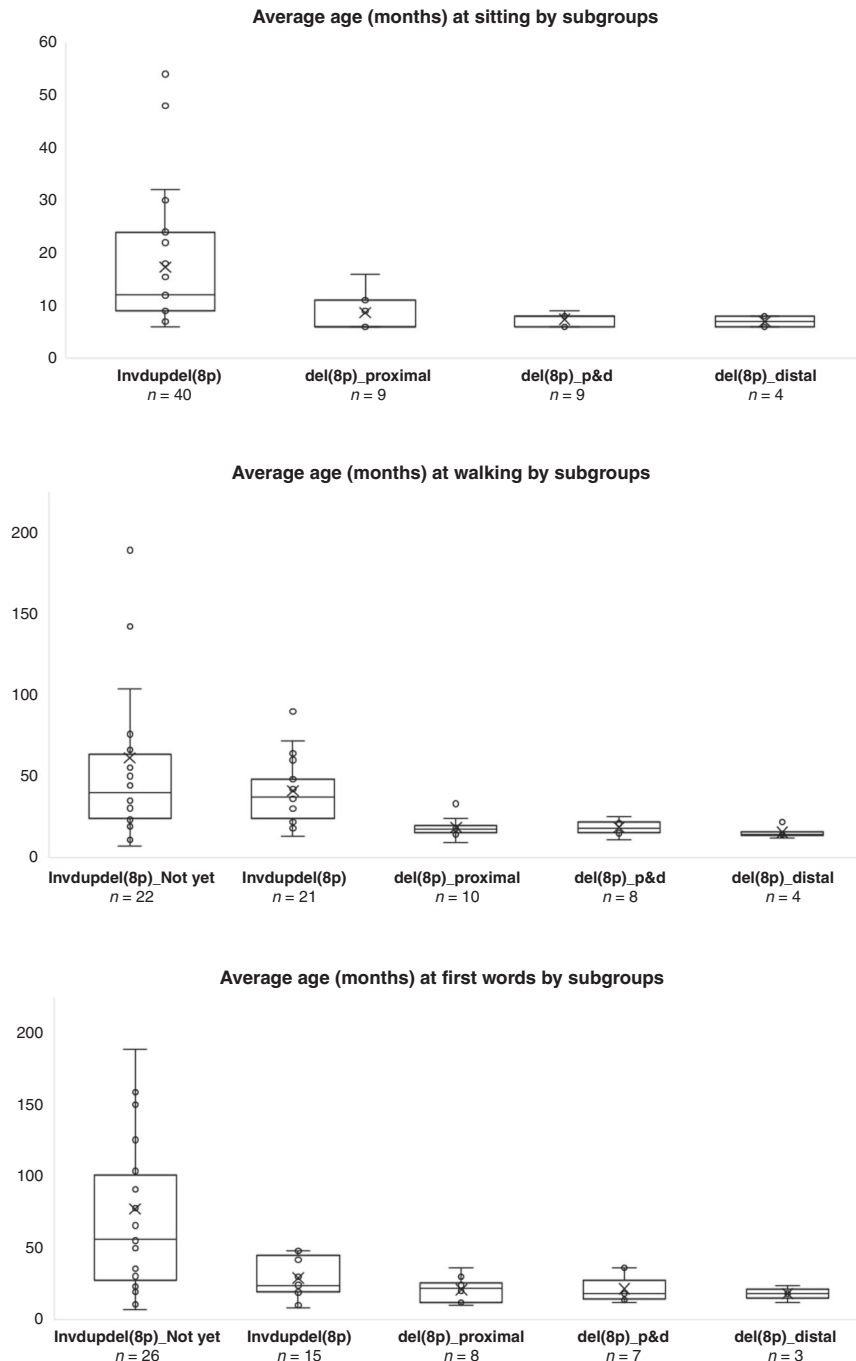 Average age (months) at sitting by subgroups
60
50
40
30
20
10
0
Invdupdel(8p) del(8p)_proximal del(8p)_p&d del(8p)_distal
n = 40 n = 9 n = 9 n = 4
Average age (months) at walking by subgroups
200
150
100
50
0
Invdupdel(8p)_Not yet Invdupdel(8p) del(8p)_proximal del(8p)_p&d del(8p)_distal
n = 22 n = 21 n = 10 n = 8 n = 4
Average age (months) at first words by subgroups
200
150
100
50
0
Invdupdel(8p)_Not yet Invdupdel(8p) del(8p)_proximal del(8p)_p&d del(8p)_distal
n = 26 n = 15 n = 8 n = 7 n = 3